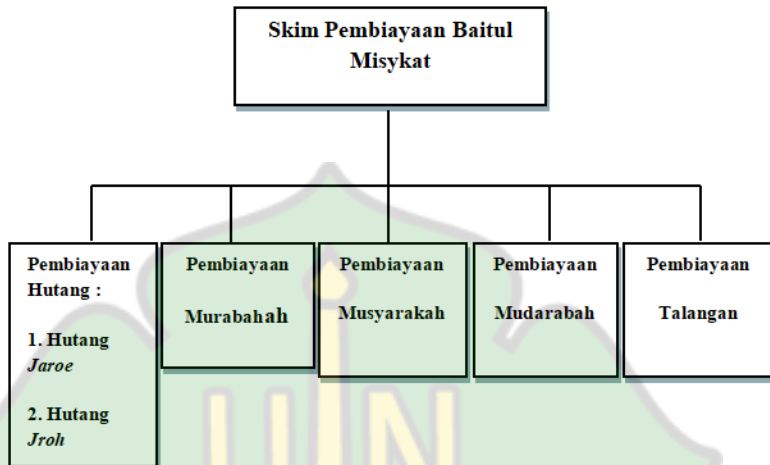 Skim Pembiayaan Baitul
Misykat
Pembiayaan
Hutang :
1. Hutang
Jaroe
2. Hutang
Jroh
Pembiayaan
Murabahah
Pembiayaan
Musyarakah
Pembiayaan
Mudarabah
Pembiayaan
Talangan
UIN